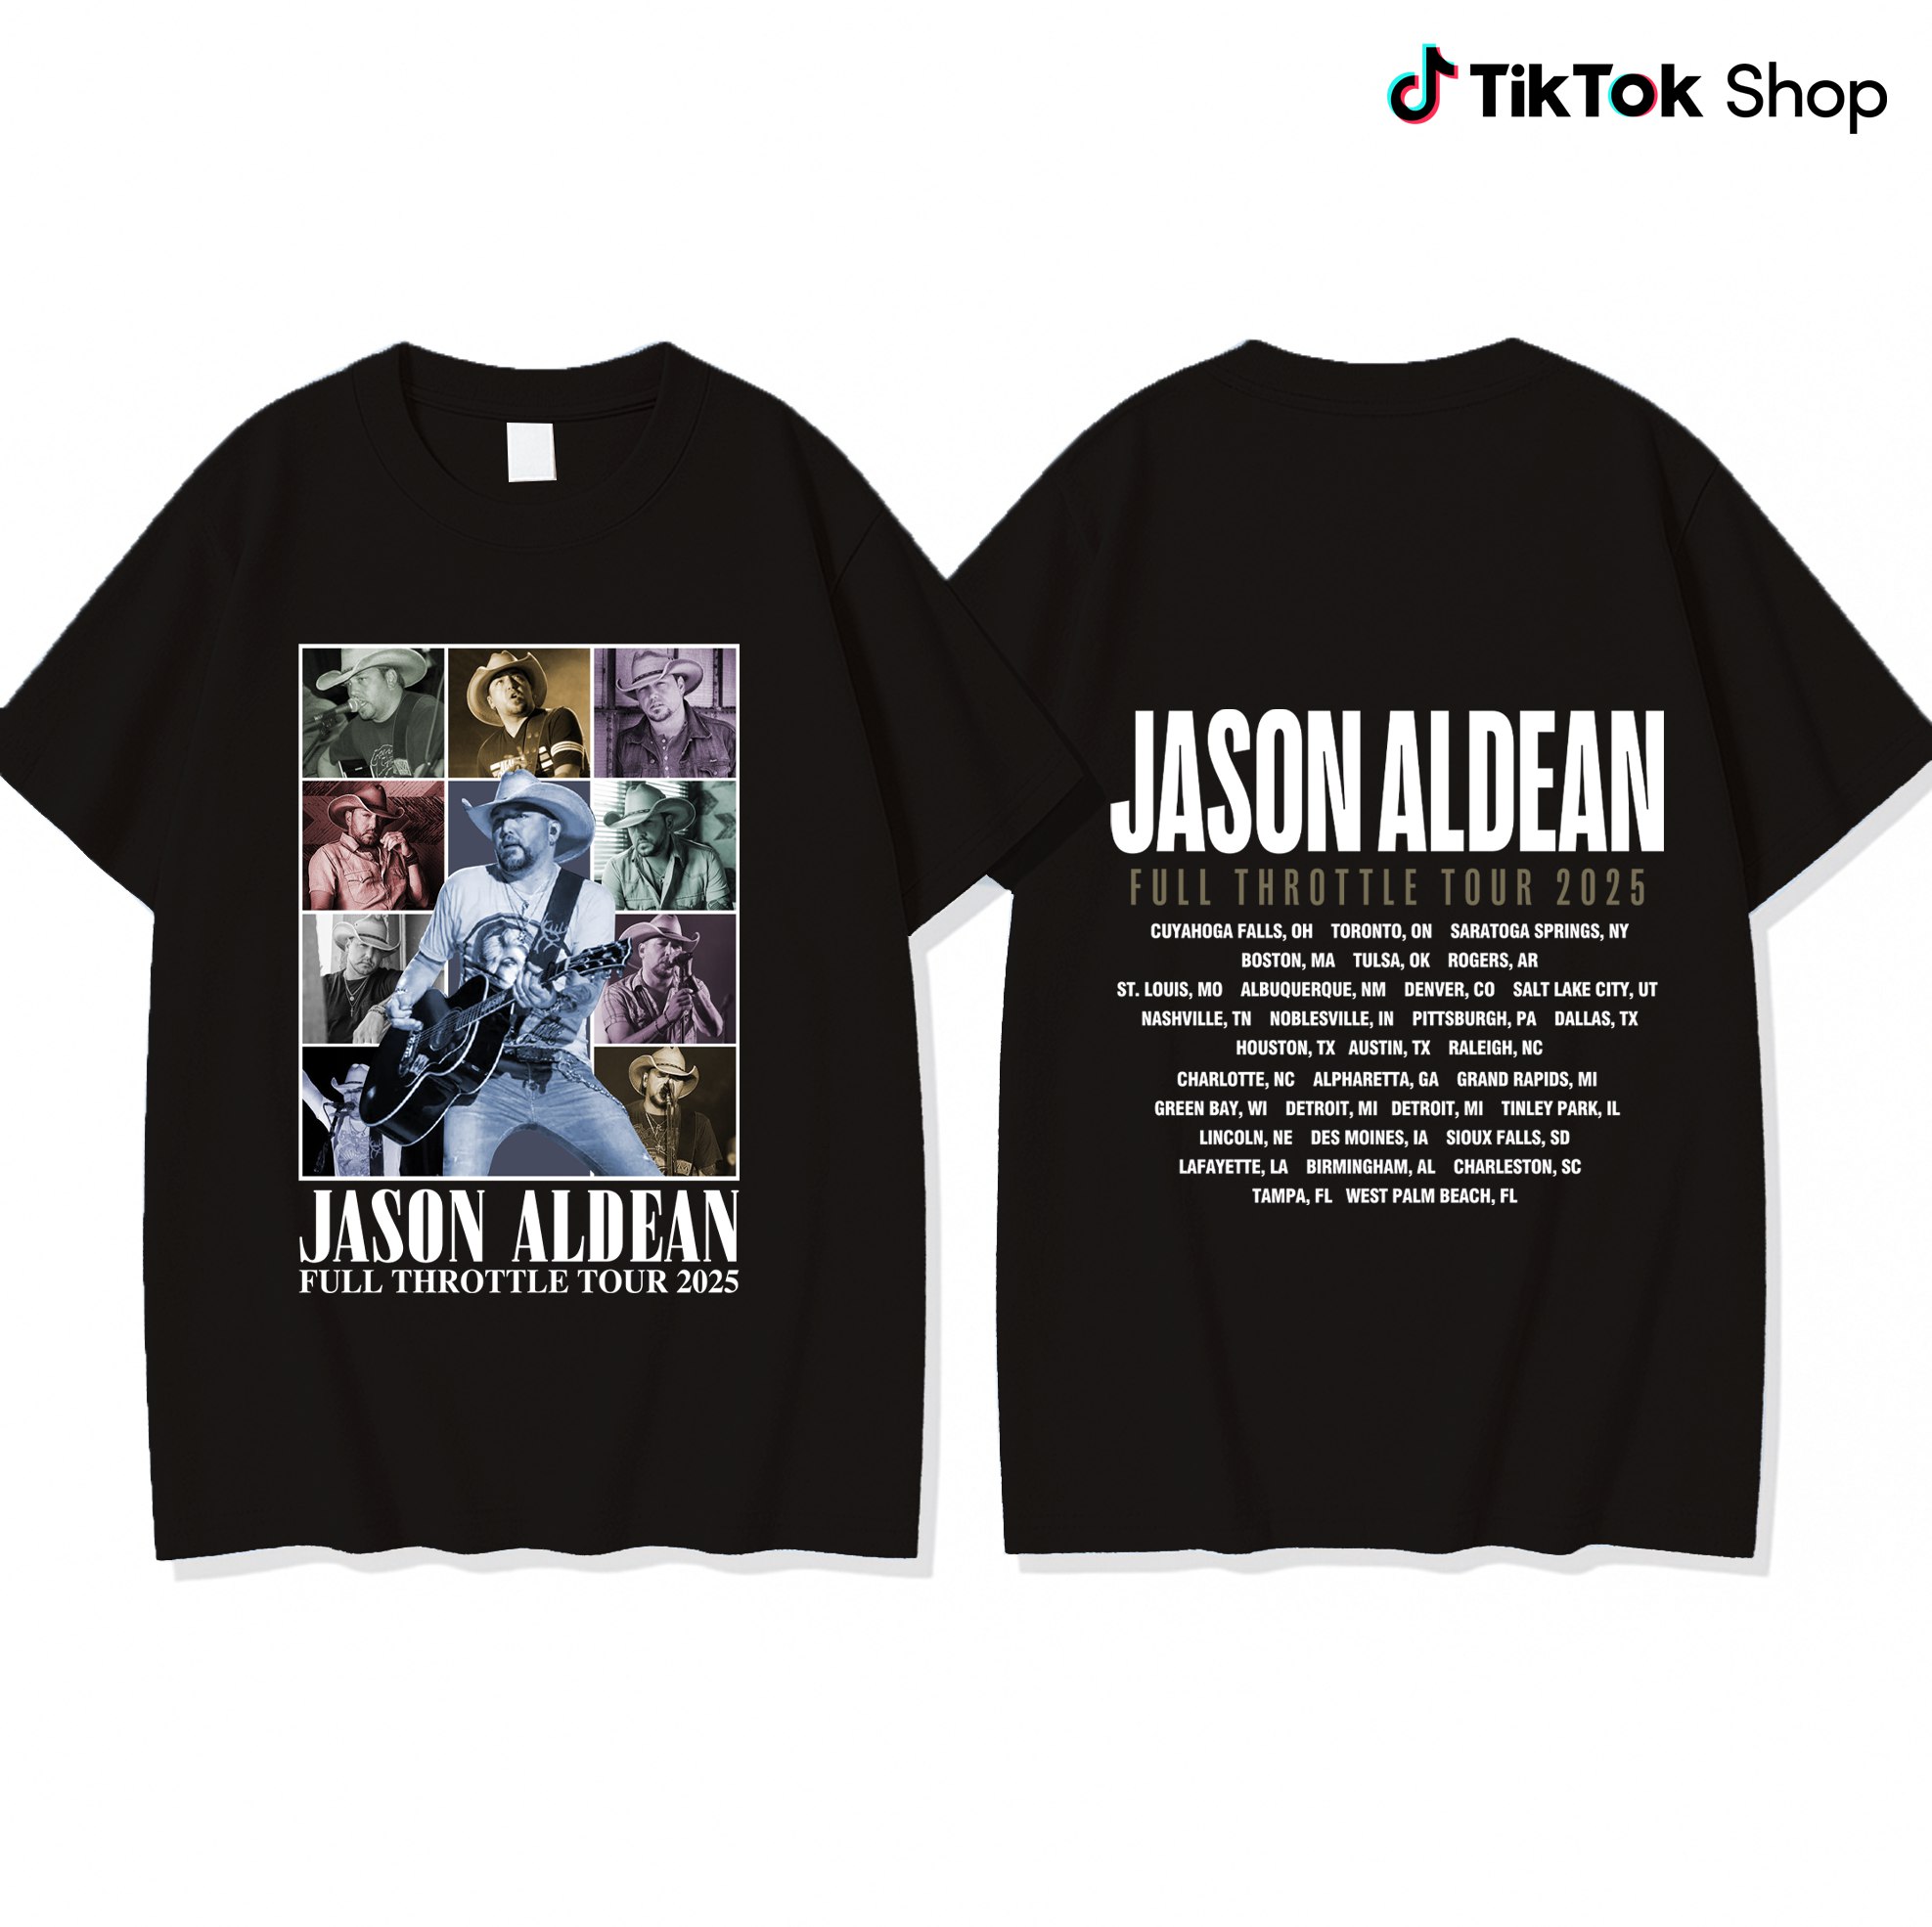 TikTok Shop
JASON ALDEAN
FULL THROTTLE TOUR 2025
JASON ALDEAN
FULL THROTTLE TOUR 2025
CUYAHOGA FALLS, OH TORONTO, ON SARATOGA SPRINGS, NY
BOSTON, MA TULSA, OK ROGERS, AR
ST. LOUIS, MO ALBUQUERQUE, NM DENVER, CO SALT LAKE CITY, UT
NASHVILLE, TN NOBLESVILLE, IN PITTSBURGH, PA DALLAS, TX
HOUSTON, TX AUSTIN, TX RALEIGH, NC
CHARLOTTE, NC ALPHARETTA, GA GRAND RAPIDS, MI
GREEN BAY, WI DETROIT, MI DETROIT, MI TINLEY PARK, IL
LINCOLN, NE DES MOINES, IA SIOUX FALLS, SD
LAFAYETTE, LA BIRMINGHAM, AL CHARLESTON, SC
TAMPA, FL WEST PALM BEACH, FL